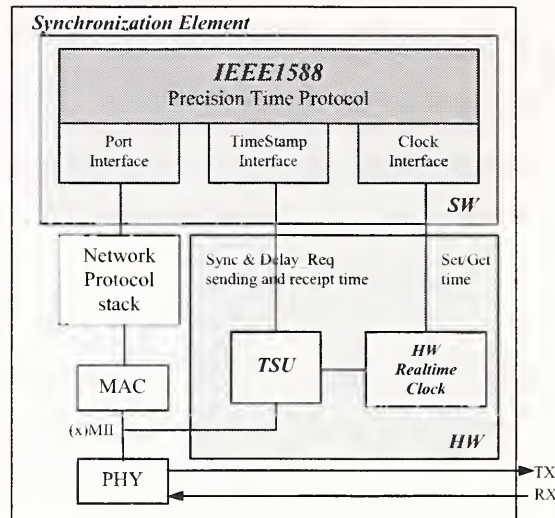 Synchronization Element
IEEE1588
Precision Time Protocol
Port
Interface
TimeStamp
Interface
Clock
Interface
SW
Network
Protocol
stack
Sync & Delay_Req
sending and receipt time
Set/Get
time
TSU
HW
Realtime
Clock
MAC
(x)MII
HW
PHY
TX
RX